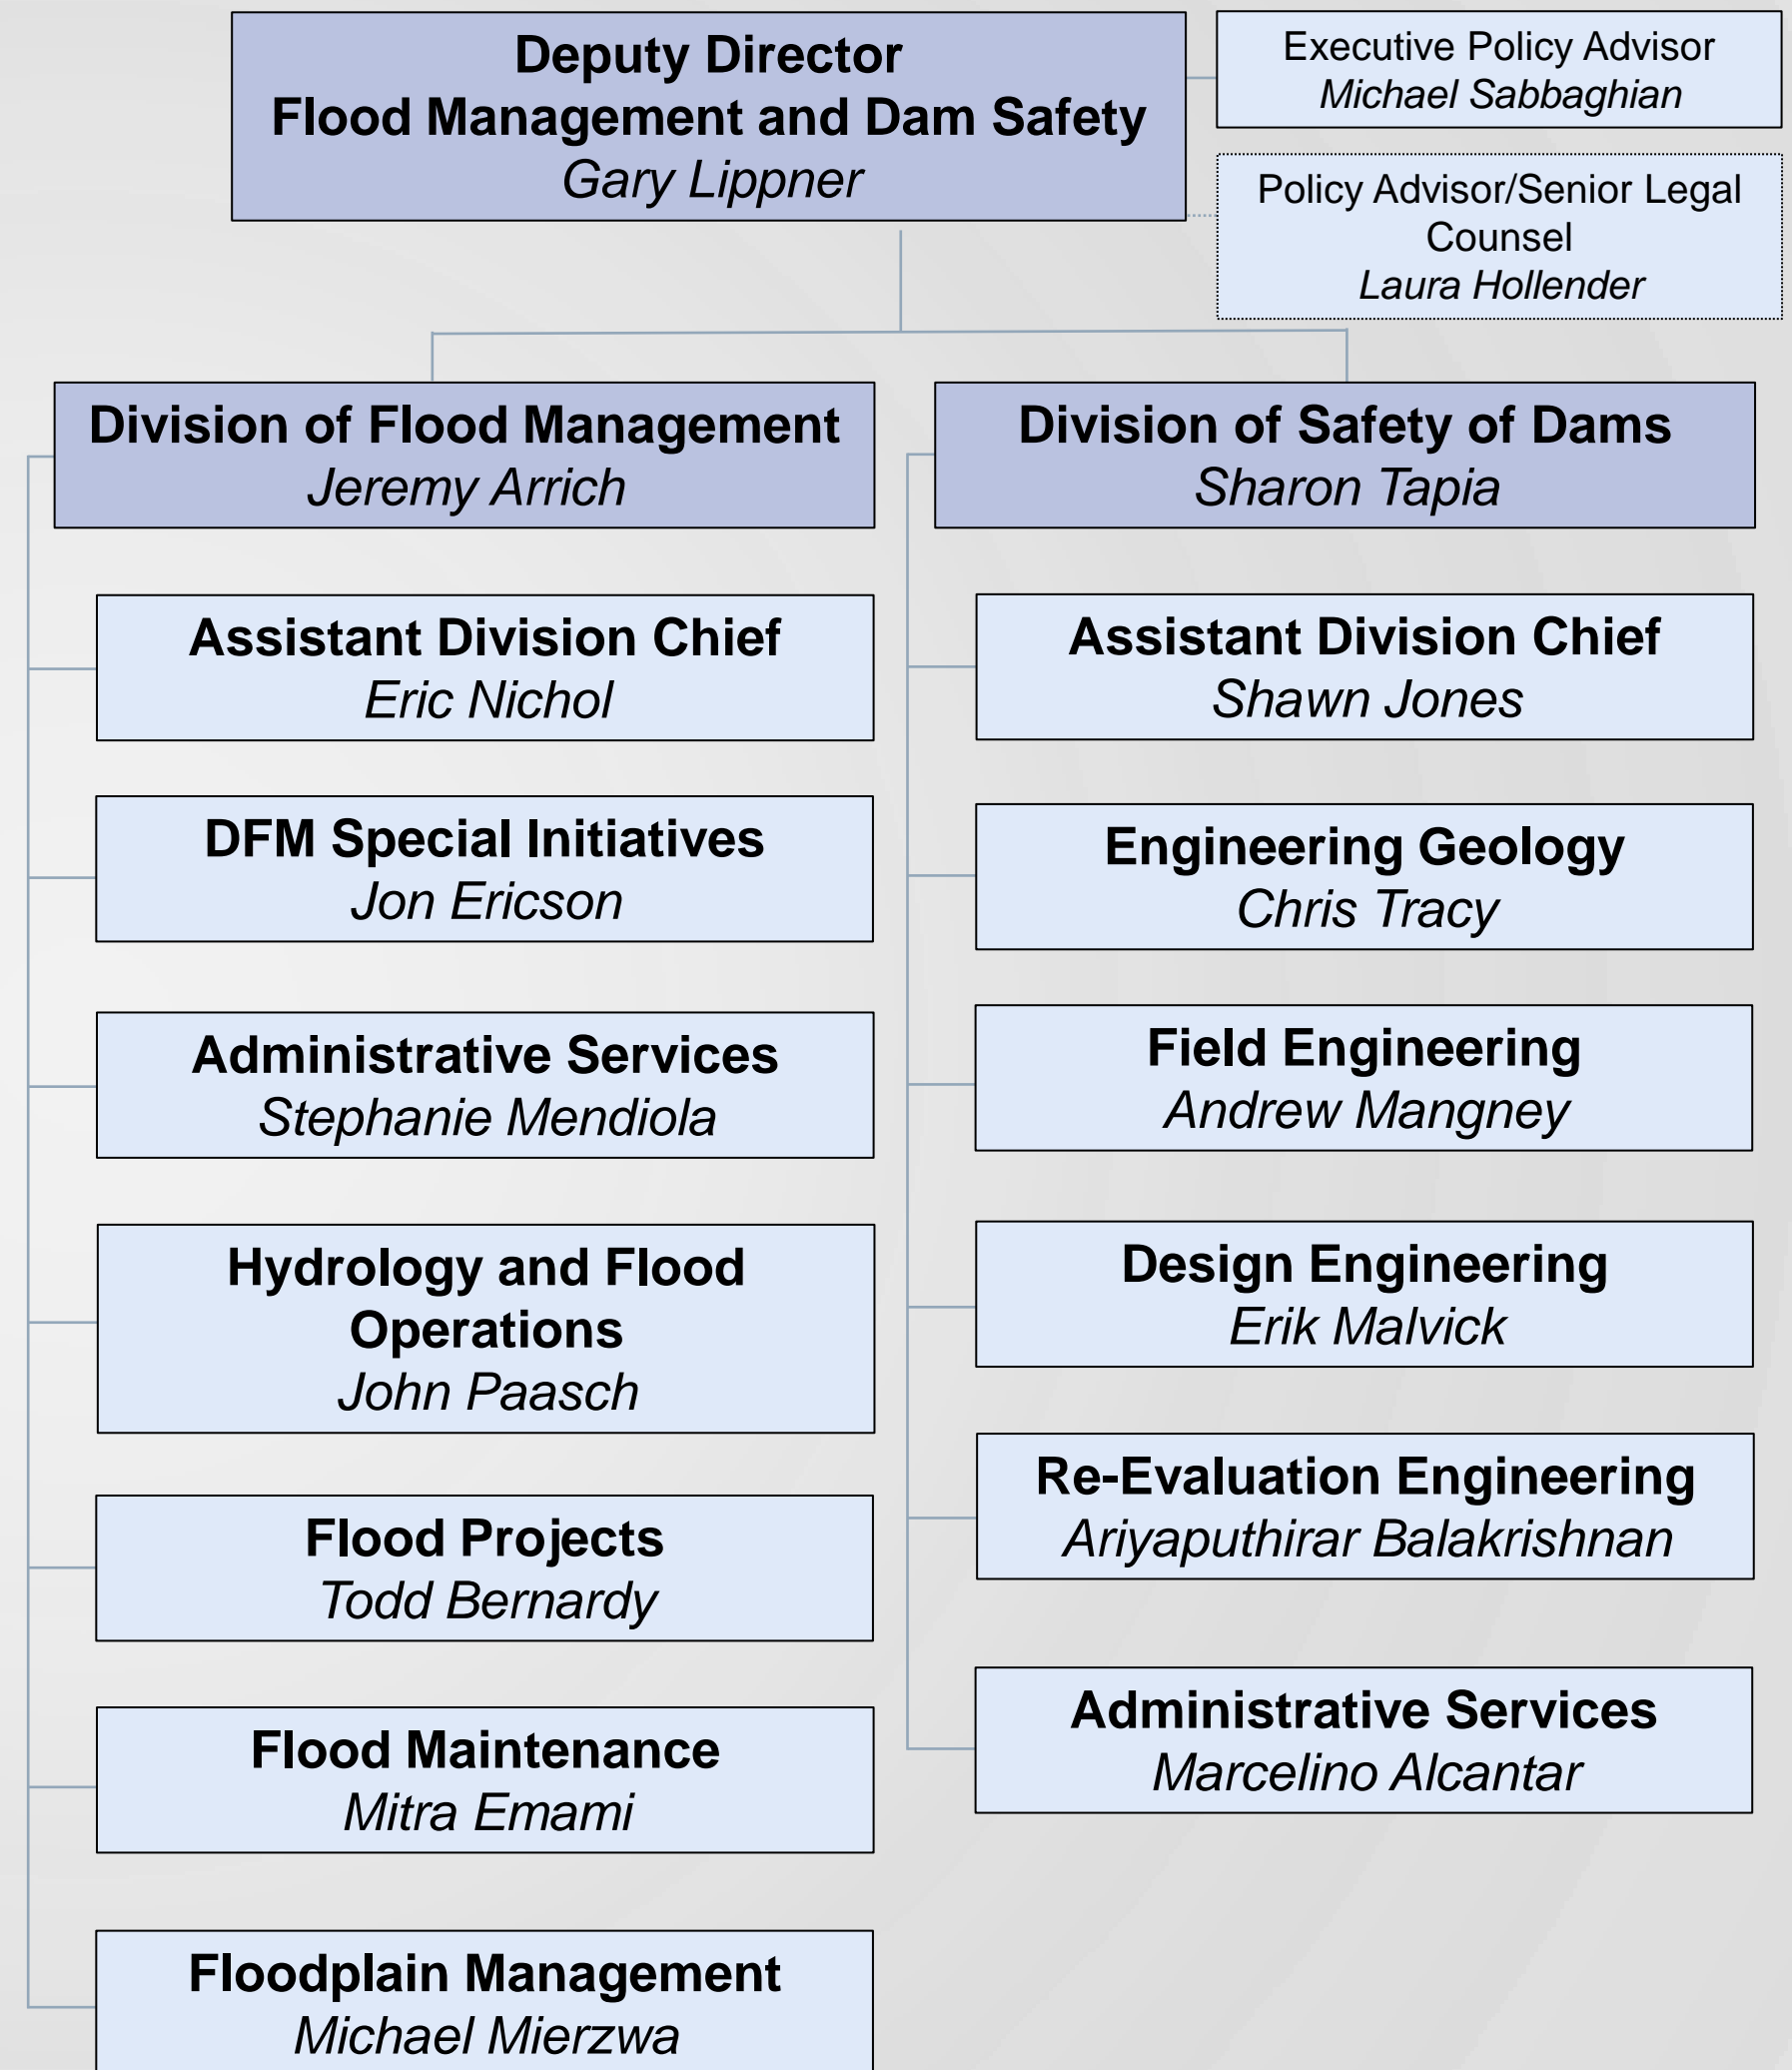 Deputy Director
Flood Management and Dam Safety
Gary Lippner
Executive Policy Advisor
Michael Sabbaghian
Policy Advisor/Senior Legal
Counsel
Laura Hollender
Division of Flood Management
Jeremy Arrich
Assistant Division Chief
Eric Nichol
DFM Special Initiatives
Jon Ericson
Administrative Services
Stephanie Mendiola
Hydrology and Flood
Operations
John Paasch
Flood Projects
Todd Bernardy
Flood Maintenance
Mitra Emami
Floodplain Management
Michael Mierzwa
Division of Safety of Dams
Sharon Tapia
Assistant Division Chief
Shawn Jones
Engineering Geology
Chris Tracy
Field Engineering
Andrew Mangney
Design Engineering
Erik Malvick
Re-Evaluation Engineering
Ariyaputhirar Balakrishnan
Administrative Services
Marcelino Alcantar